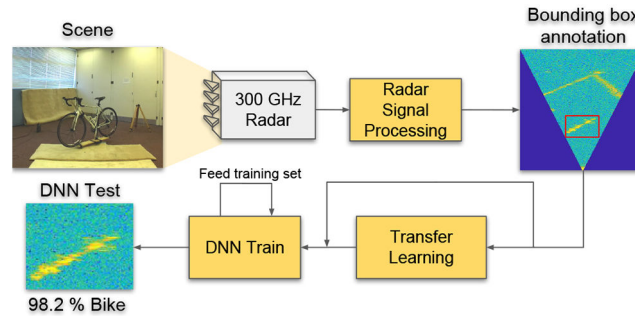 Scene
300 GHz
Radar
Radar
Signal
Processing
Bounding box
annotation
DNN Test
98.2 % Bike
Feed training set
DNN Train
Transfer
Learning